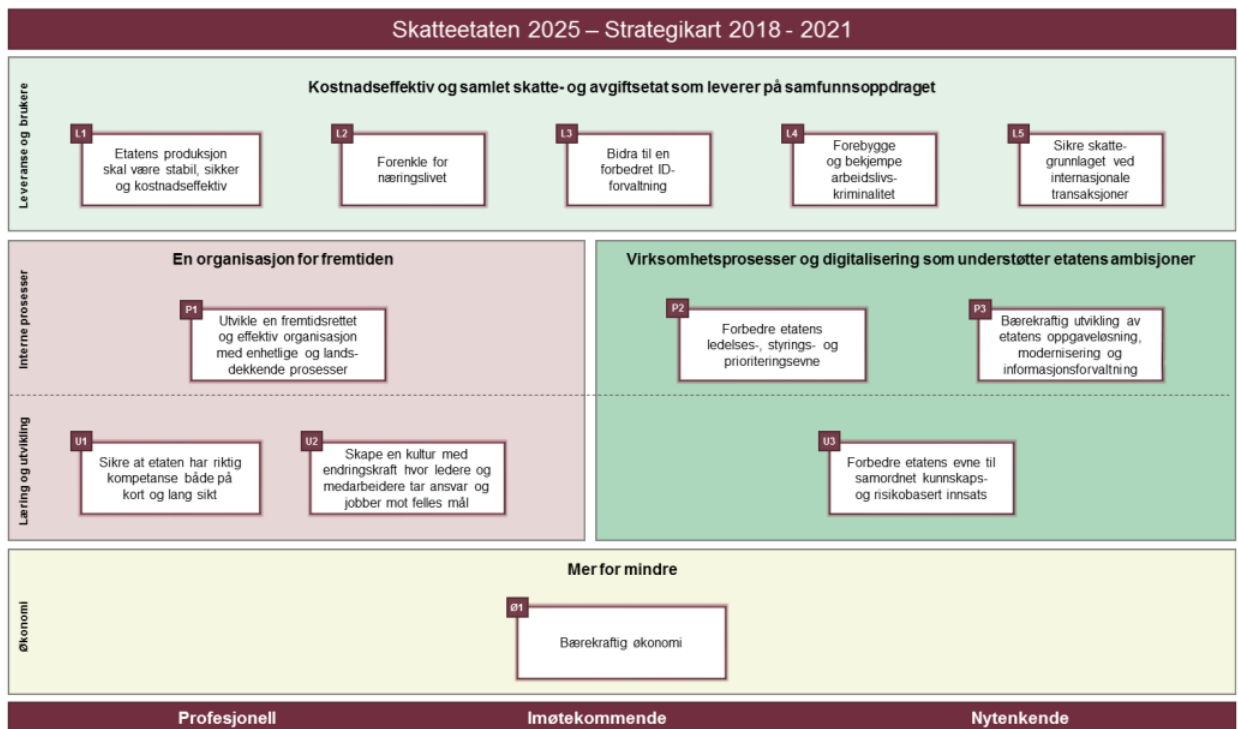 Skatteetaten 2025 – Strategikart 2018 - 2021
Leveranse og brukere
Kostnadseffektiv og samlet skatte- og avgiftsetat som leverer på samfunnsoppdraget
L1
Etatens produksjon
skal være stabil, sikker
og kostnadseffektiv
L2
Forenkle for
næringslivet
L3
Bidra til en
forbedret ID-
forvaltning
L4
Forebygge
og bekjempe
arbeidslivs-
kriminalitet
L5
Sikre skatte-
grunnlaget ved
internasjonale
transaksjoner
Interne prosesser
En organisasjon for fremtiden
P1
Utvikle en fremtidsrettet
og effektiv organisasjon
med enhetlige og lands-
dekkende prosesser
Virksomhetsprosesser og digitalisering som understøtter etatens ambisjoner
P2
Forbedre etatens
ledelses-, styrings- og
prioriteringsevne
P3
Bærekraftig utvikling av
etatens oppgaveløsning,
modernisering og
informasjonsforvaltning
Læring og utvikling
U1
Sikre at etaten har riktig
kompetanse både på
kort og lang sikt
U2
Skape en kultur med
endringskraft hvor ledere og
medarbeidere tar ansvar og
jobber mot felles mål
U3
Forbedre etatens evne til
samordnet kunnskaps-
og risikobasert innsats
Økonomi
Mer for mindre
Ø1
Bærekraftig økonomi
Profesjonell
Imøtekommende
Nytenkende